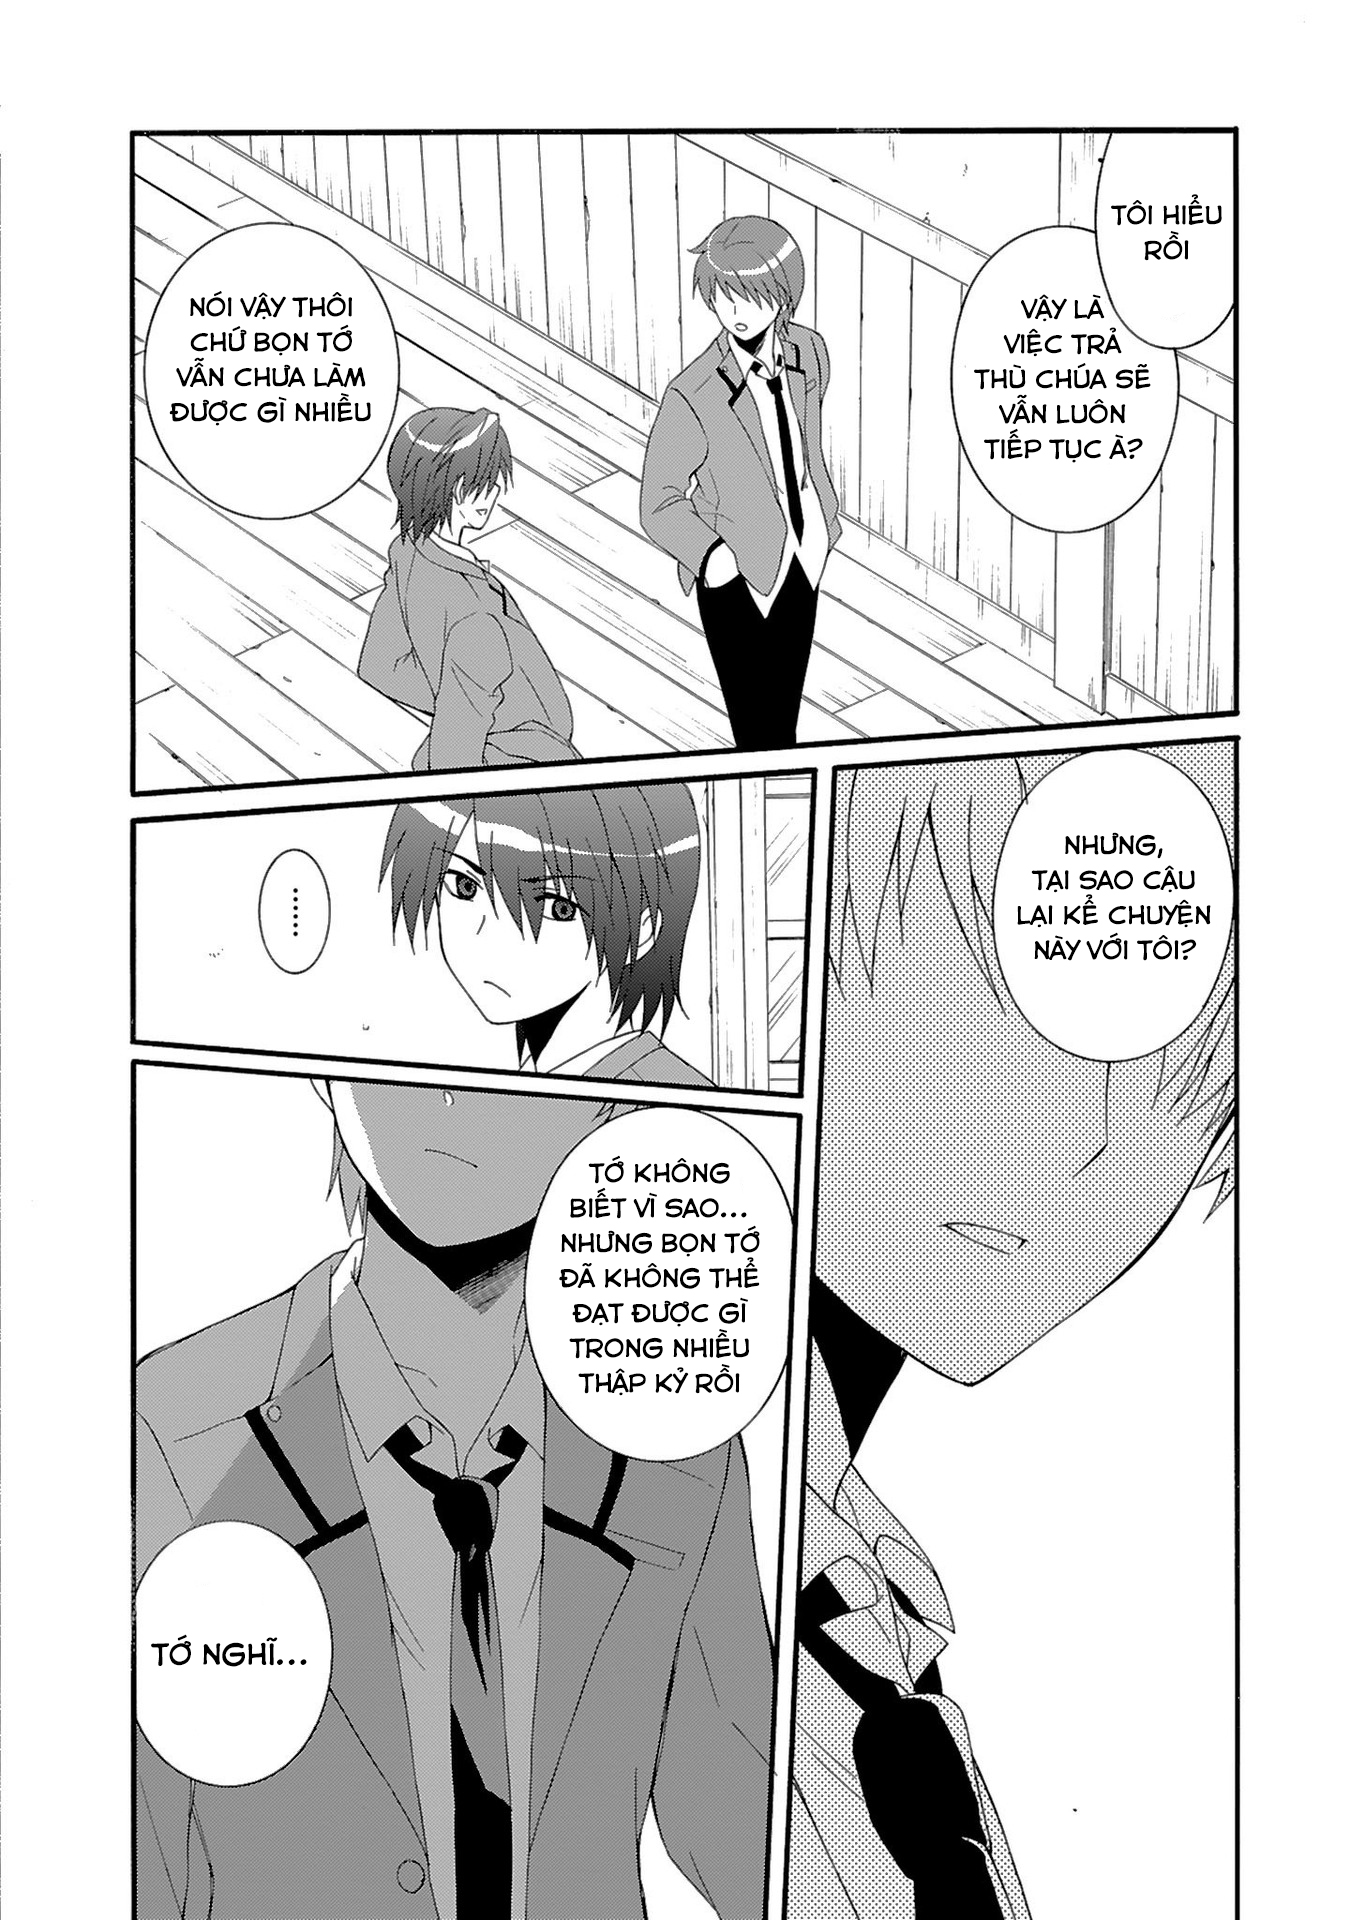 TÔI HIỂU
RỒI
VẬY LÀ
VIỆC TRẢ
THÙ CHÚA SẼ
VẪN LUÔN
TIẾP TỤC À?
NÓI VẬY THÔI
CHỨ BỌN TỚ
VẪN CHƯA LÀM
ĐƯỢC GÌ NHIỀU
NHƯNG,
TẠI SAO CẬU
LẠI KỂ CHUYỆN
NÀY VỚI TÔI?
......
TỚ KHÔNG
BIẾT VÌ SAO...
NHƯNG BỌN TỚ
ĐÃ KHÔNG THỂ
ĐẠT ĐƯỢC GÌ
TRONG NHIỀU
THẬP KỶ RỒI
TỚ NGHĨ...